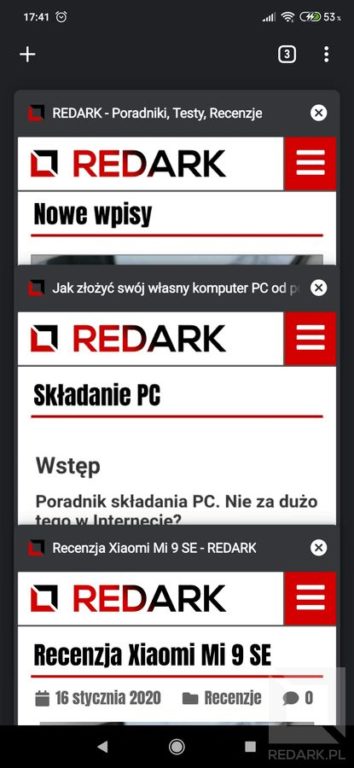 17:41
53%
3
REDARK - Poradniki, Testy, Recenzje
REDARK
Nowe wpisy
Jak złożyć swój własny komputer PC od
REDARK
Składanie PC
Wstęp
Poradnik składania PC. Nie za dużo
tego w Internecie?
Recenzja Xiaomi Mi 9 SE - REDARK
REDARK
Recenzja Xiaomi Mi 9 SE
16 stycznia 2020 Recenzje 0
REDARK.PL